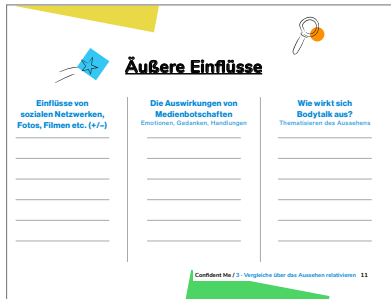 Äußere Einflüsse
Einflüsse von
sozialen Netzwerken,
Fotos, Filmen etc. (+/–)
Die Auswirkungen von
Medienbotschaften
Emotionen, Gedanken, Handlungen
Wie wirkt sich
Bodytalk aus?
Thematisieren des Aussehens
Confident Me / 3 · Vergleiche über das Aussehen relativieren 11